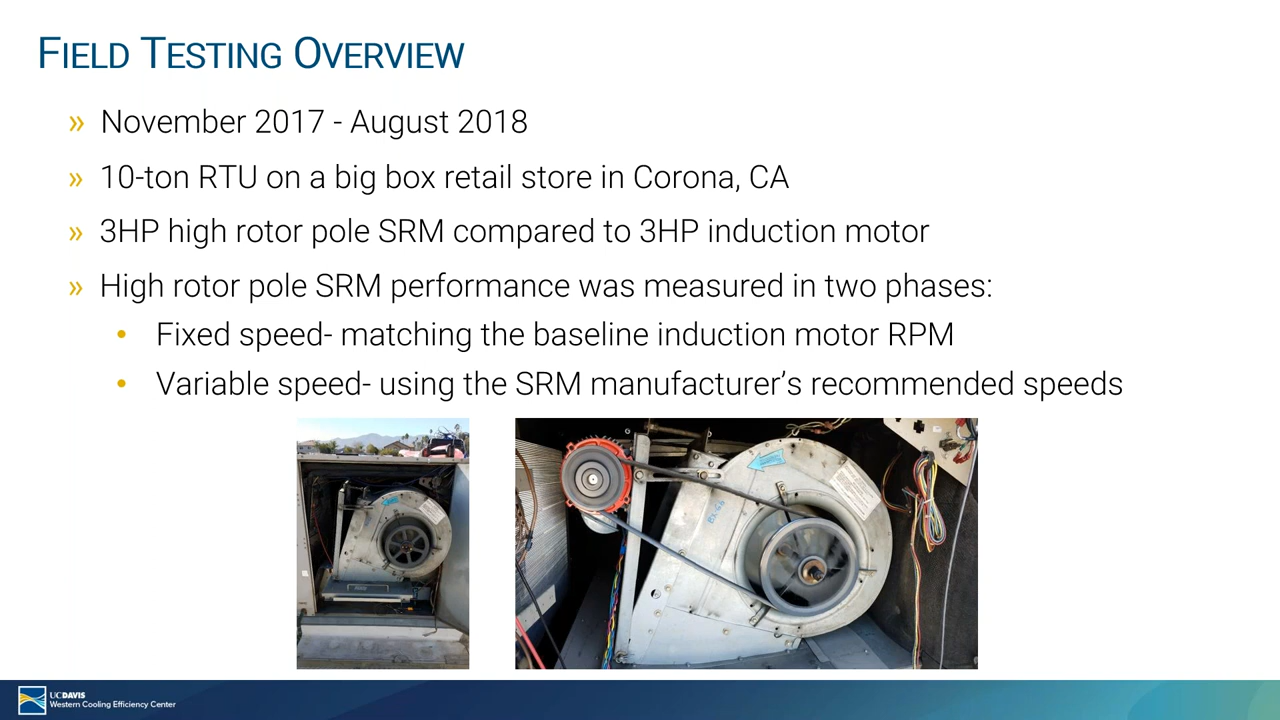 FIELD TESTING OVERVIEW
» November 2017 - August 2018
» 10-ton RTU on a big box retail store in Corona, CA
» 3HP high rotor pole SRM compared to 3HP induction motor
» High rotor pole SRM performance was measured in two phases:
• Fixed speed- matching the baseline induction motor RPM
• Variable speed- using the SRM manufacturer’s recommended speeds
UCDAVIS
Western Cooling Efficiency Center